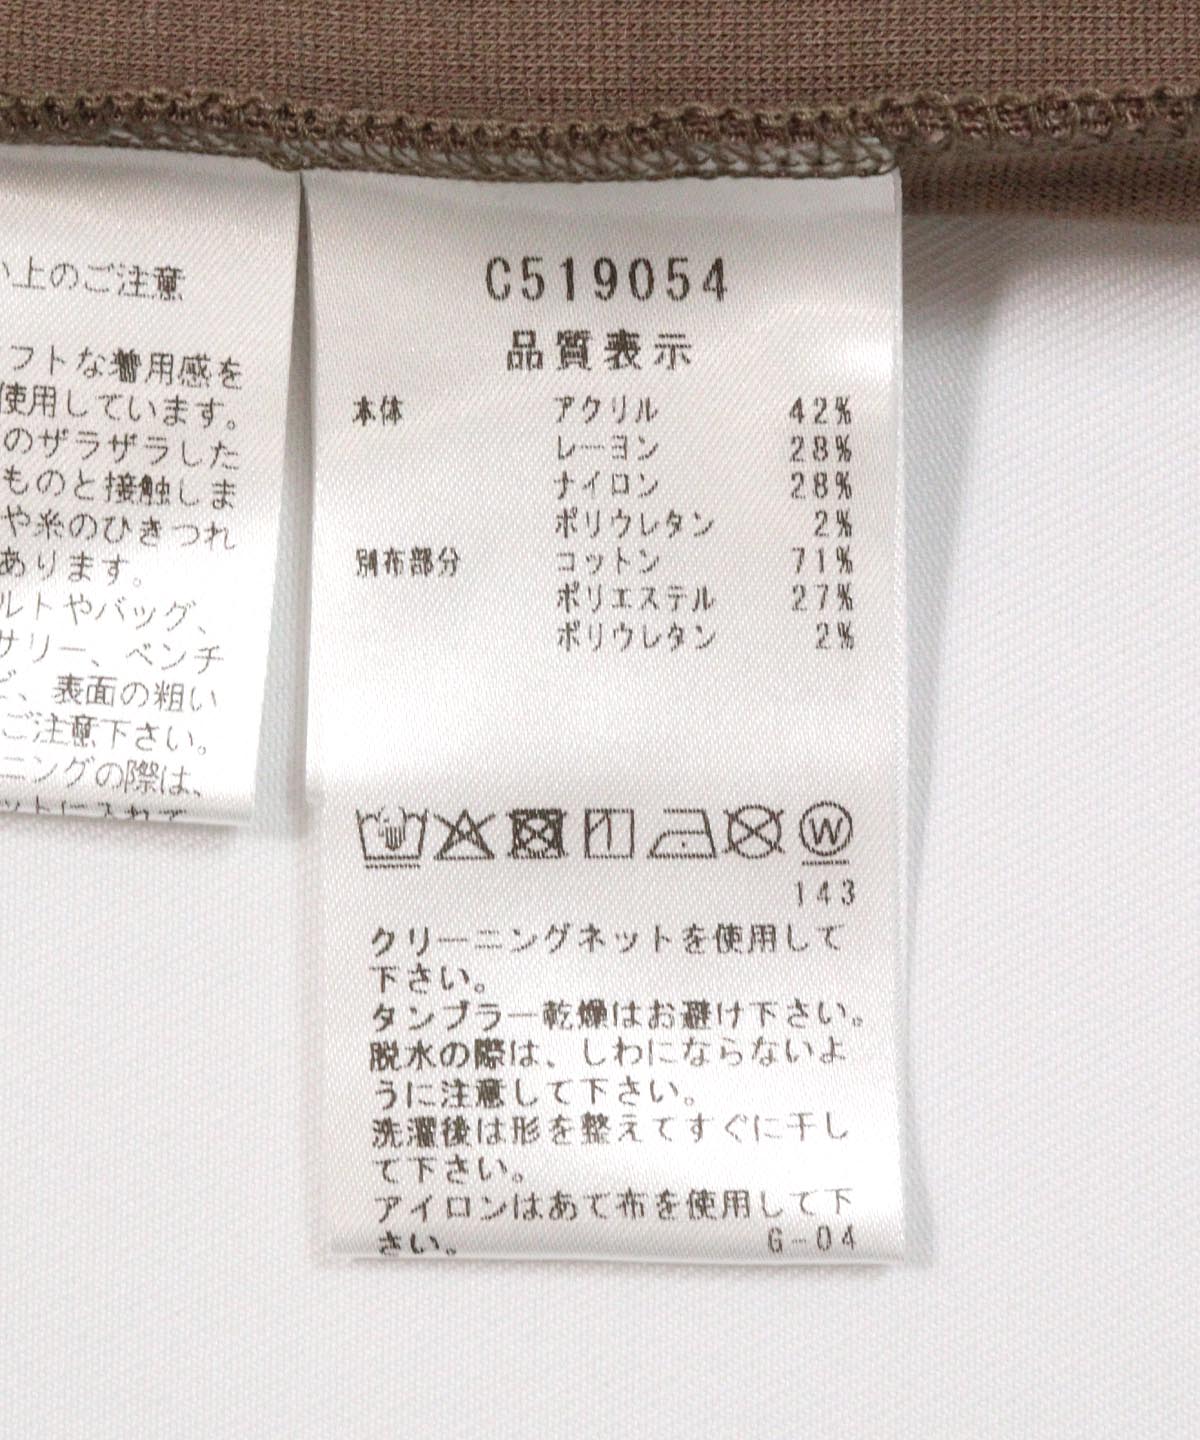 い上のご注意
フトな着用感を
使用しています。
のザラザラした
ものと接触しま
や糸のひきつれ
あります。
ルトやバッグ、
サリー、ベンチ
ど、表面の粗い
ご注意下さい。
ニングの際は、
ットに入れて
C519054
品質表示
本体 アクリル 42%
レーヨン 28%
ナイロン 28%
ポリウレタン 2%
別布部分 コットン 71%
ポリエステル 27%
ポリウレタン 2%
W
143
クリーニングネットを使用して
下さい。
タンブラー乾燥はお避け下さい。
脱水の際は、しわにならないよ
うに注意して下さい。
洗濯後は形を整えてすぐに干し
て下さい。
アイロンはあて布を使用して下
さい。 G-04